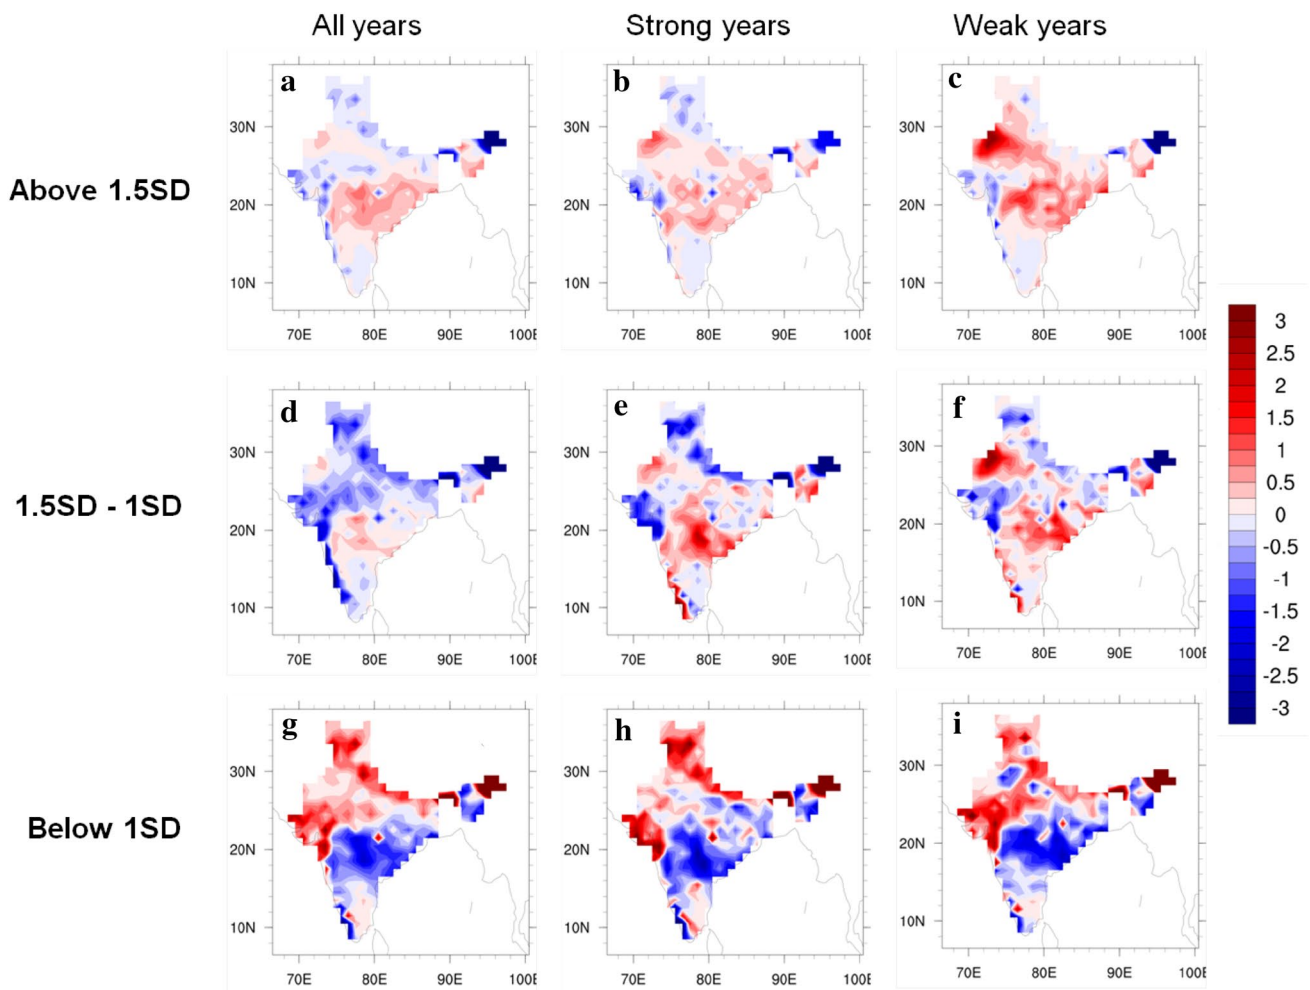 All years Strong years Weak years
Above 1.5SD
a
30N
20N
10N
70E 80E 90E 100E
b
30N
20N
10N
70E 80E 90E 100E
c
30N
20N
10N
70E 80E 90E 100E
1.5SD - 1SD
d
30N
20N
10N
70E 80E 90E 100E
e
30N
20N
10N
70E 80E 90E 100E
f
30N
20N
10N
70E 80E 90E 100E
Below 1SD
g
30N
20N
10N
70E 80E 90E 100E
h
30N
20N
10N
70E 80E 90E 100E
i
30N
20N
10N
70E 80E 90E 100E
3
2.5
2
1.5
1
0.5
0
-0.5
-1
-1.5
-2
-2.5
-3